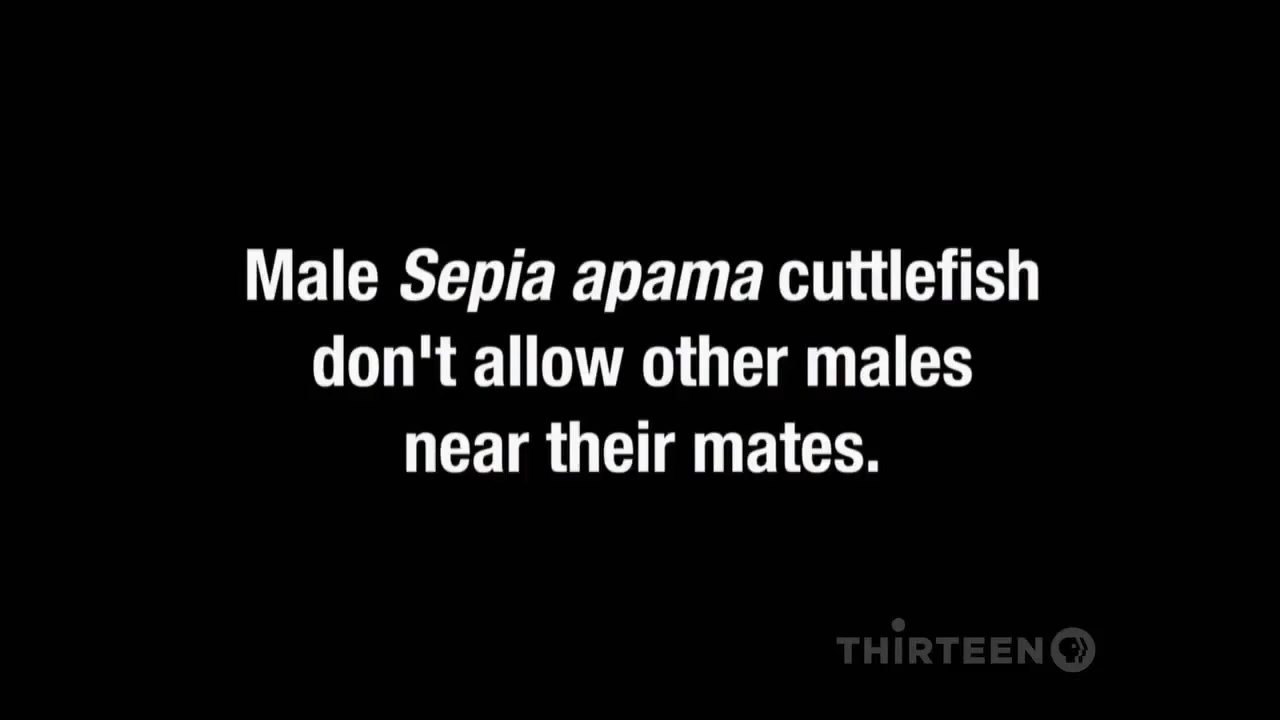 Male Sepia apama cuttlefish
don't allow other males
near their mates.
THIRTEEN